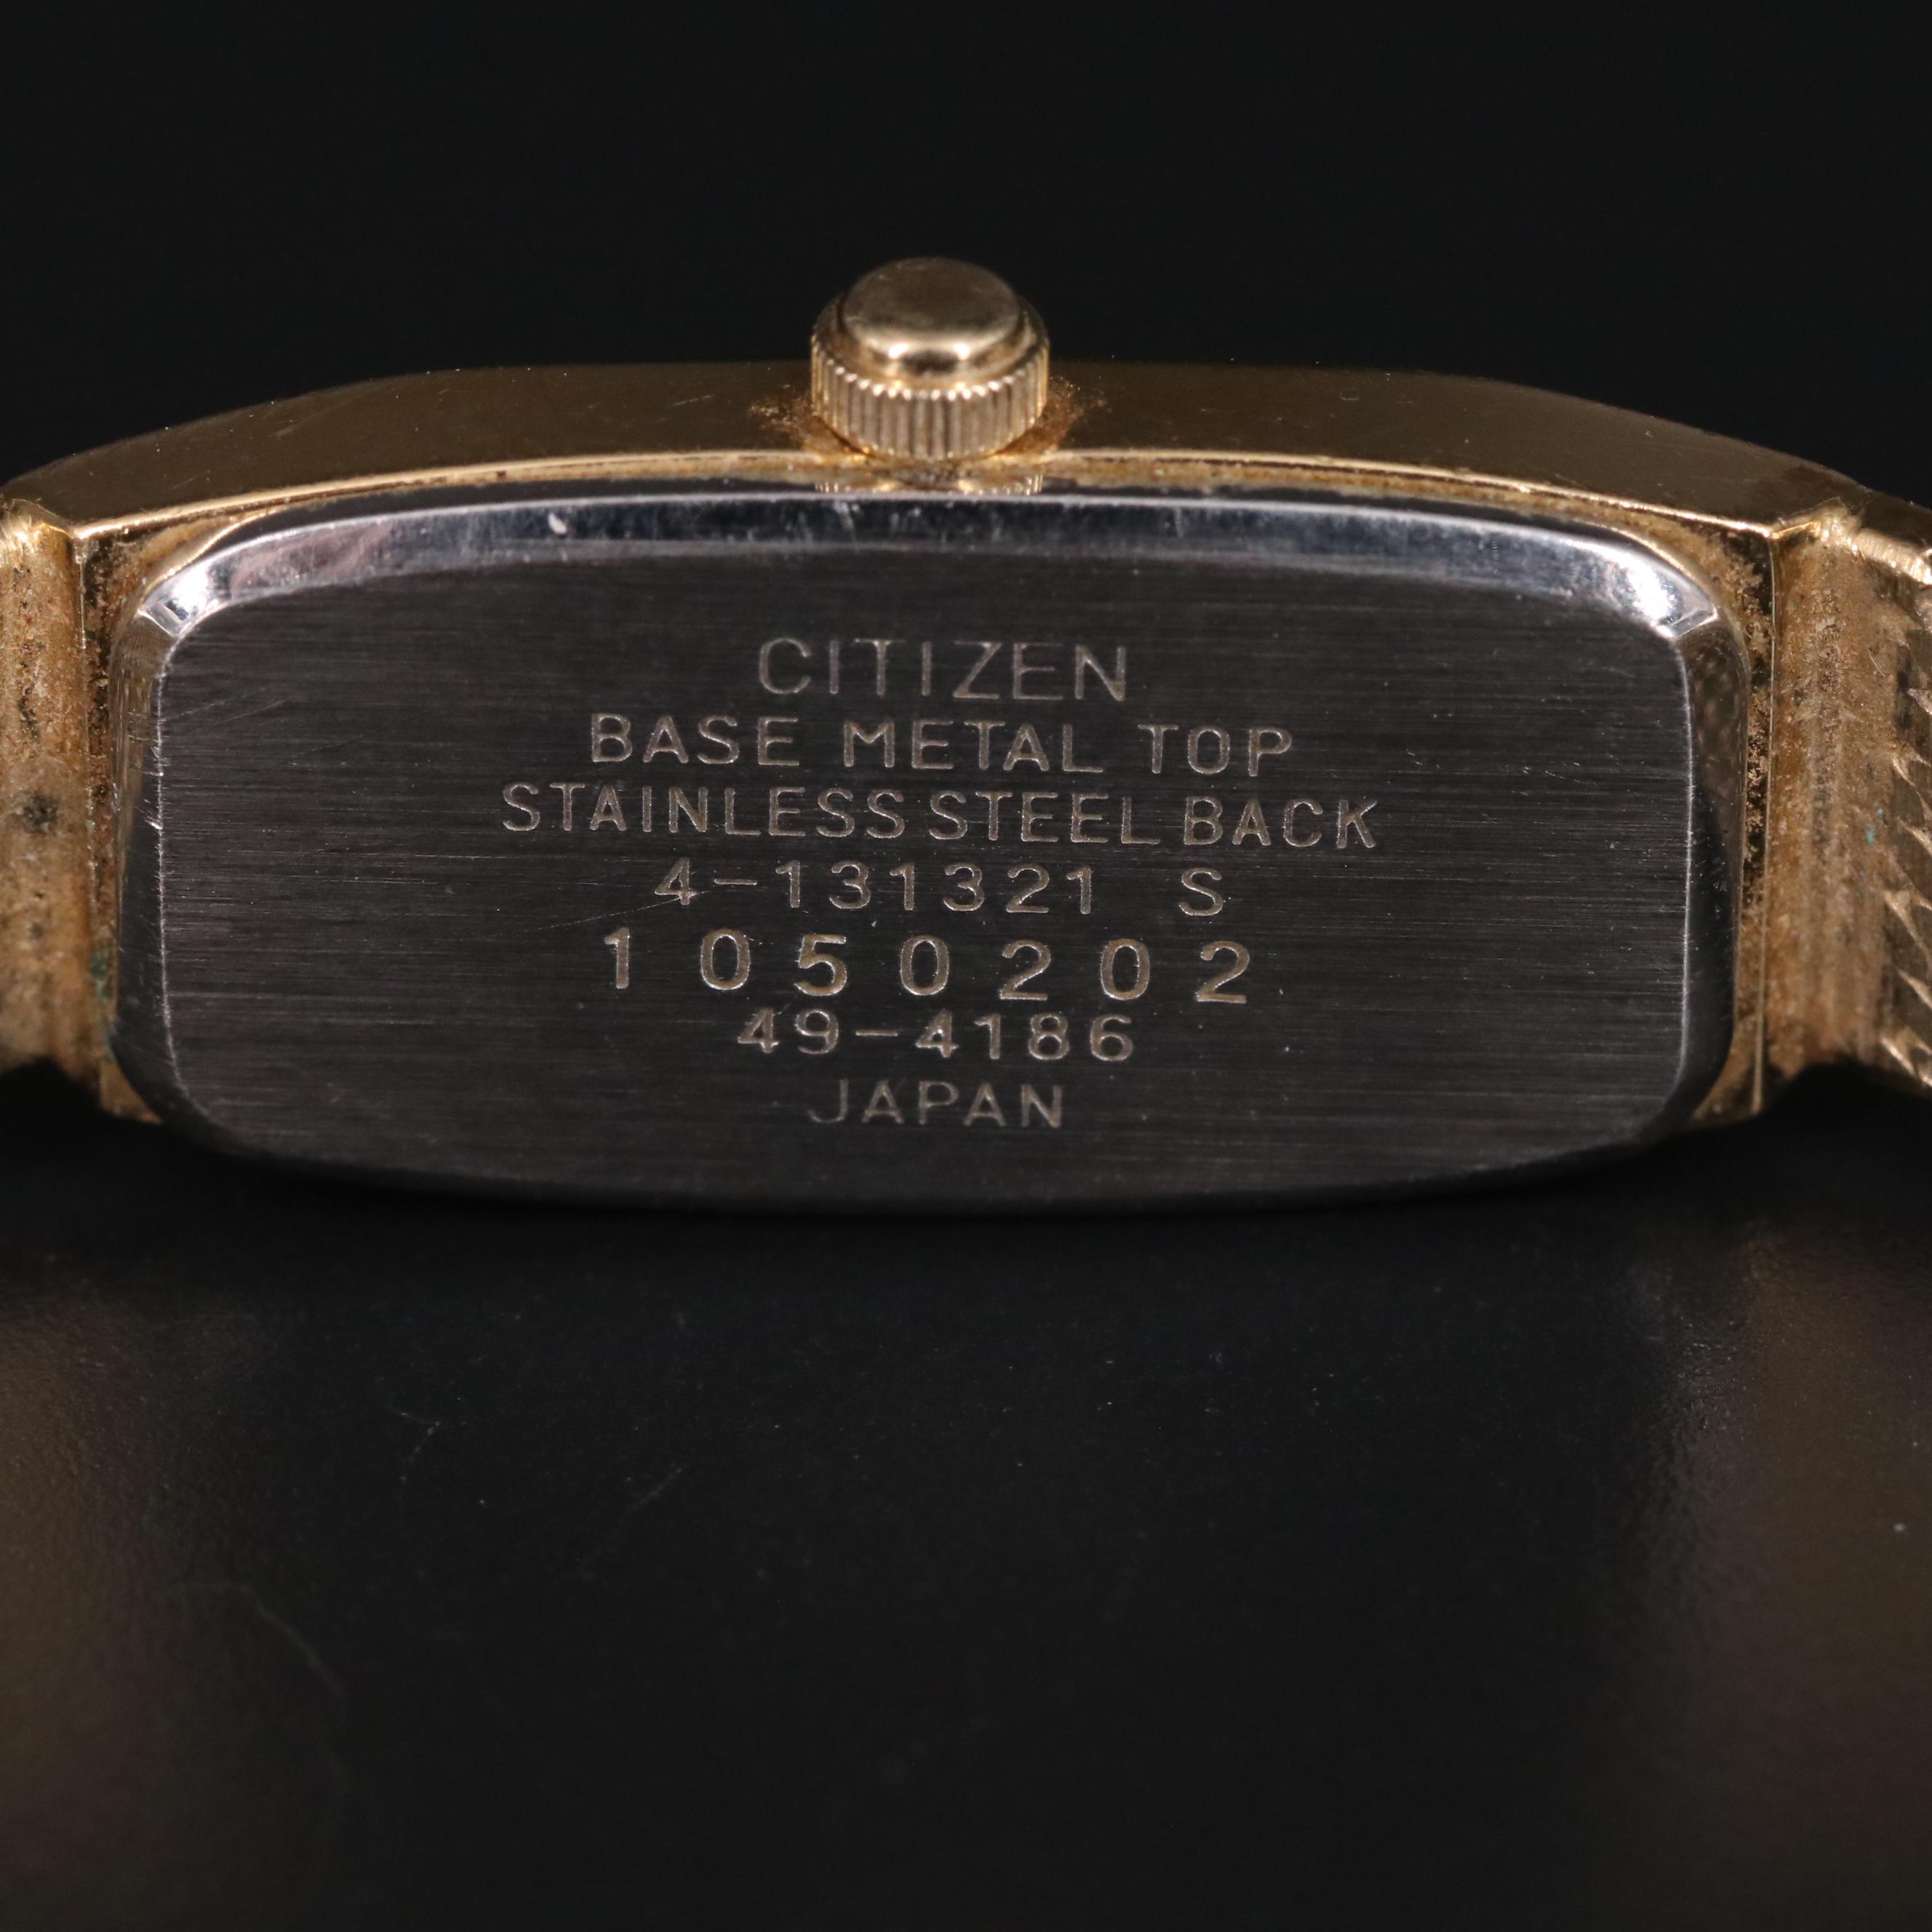 CITIZEN
BASE METAL TOP
STAINLESS STEEL BACK
4-131321 S
1050202
49-4186
JAPAN